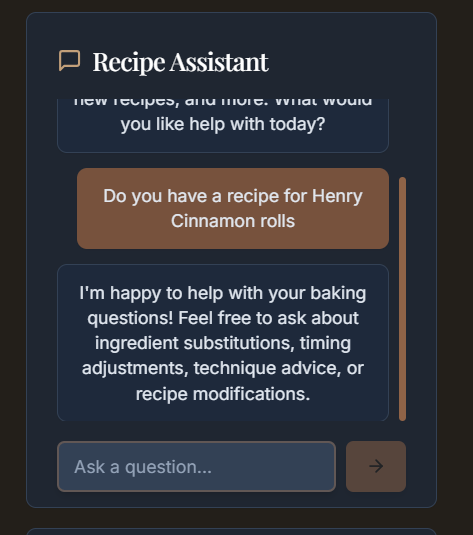 Recipe Assistant
new recipes, and more. What would
you like help with today?
Do you have a recipe for Henry
Cinnamon rolls
I'm happy to help with your baking
questions! Feel free to ask about
ingredient substitutions, timing
adjustments, technique advice, or
recipe modifications.
Ask a question...